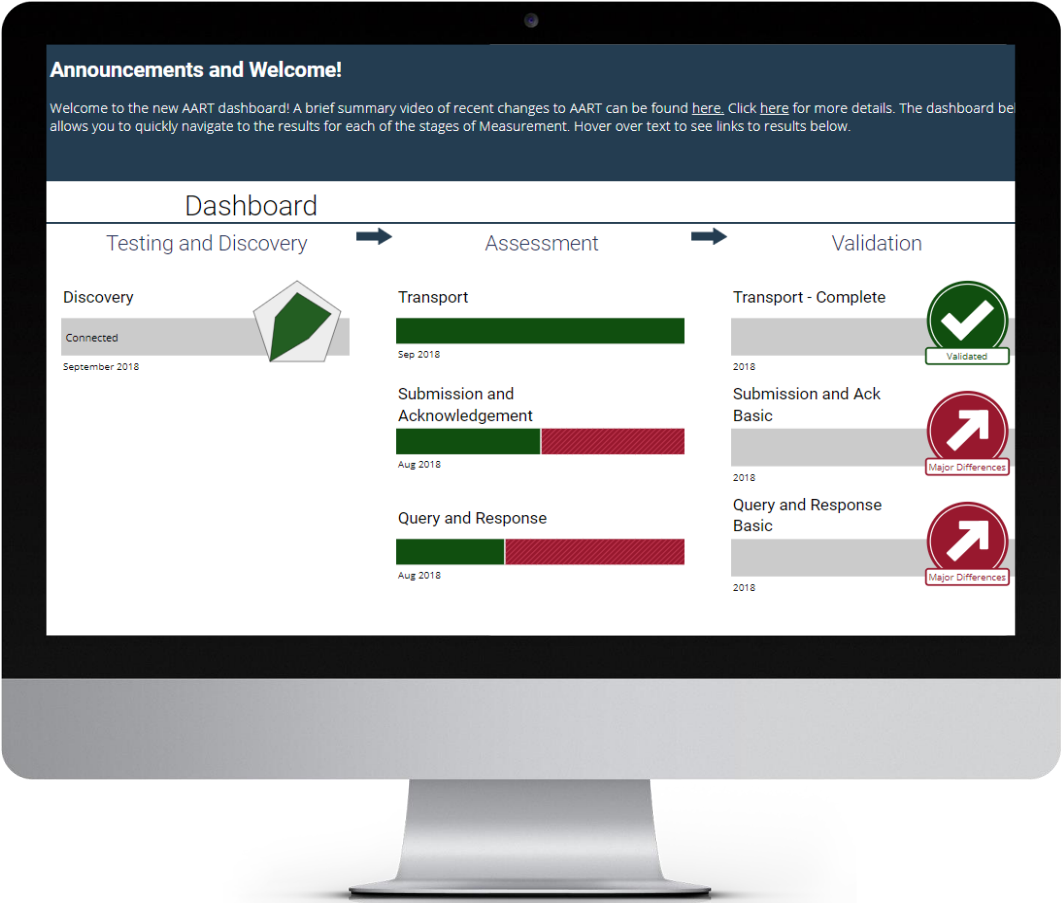 Announcements and Welcome!
Welcome to the new AART dashboard! A brief summary video of recent changes to AART can be found here. Click here for more details. The dashboard bel
allows you to quickly navigate to the results for each of the stages of Measurement. Hover over text to see links to results below.
Dashboard
Testing and Discovery
Assessment
Validation
Discovery
Connected
September 2018
Transport
Sep 2018
Submission and
Acknowledgement
Aug 2018
Query and Response
Aug 2018
Transport - Complete
Validated
2018
Submission and Ack
Basic
Major Differences
2018
Query and Response
Basic
Major Differences
2018